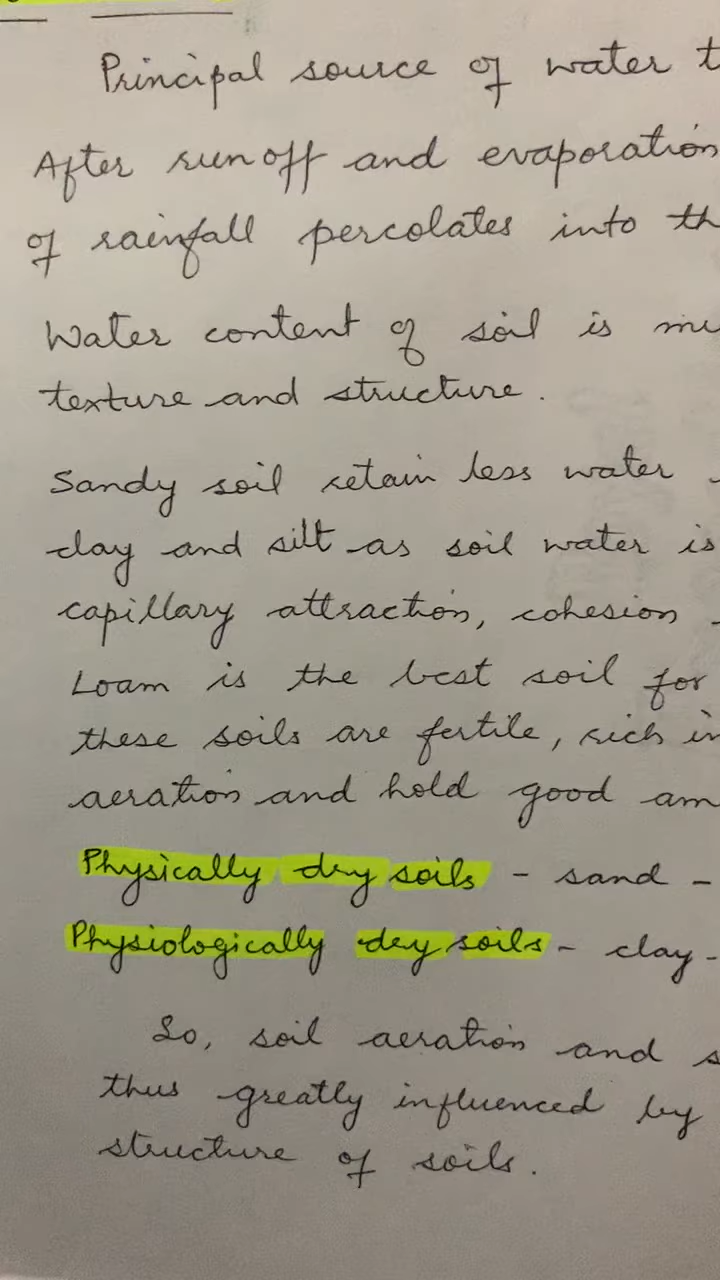 Principal source of water t
After run off and evaporation
of rainfall percolates into th
Water content of soil is mu
texture and structure.
Sandy soil retain less water
clay and silt as soil water is
capillary attraction, cohesion
Loam is the best soil for
these soils are fertile, rich in
aeration and hold good am
Physically dry soils - sand -
Physiologically dry soils - clay -
So, soil aeration and s
thus greatly influenced by
structure of soils.